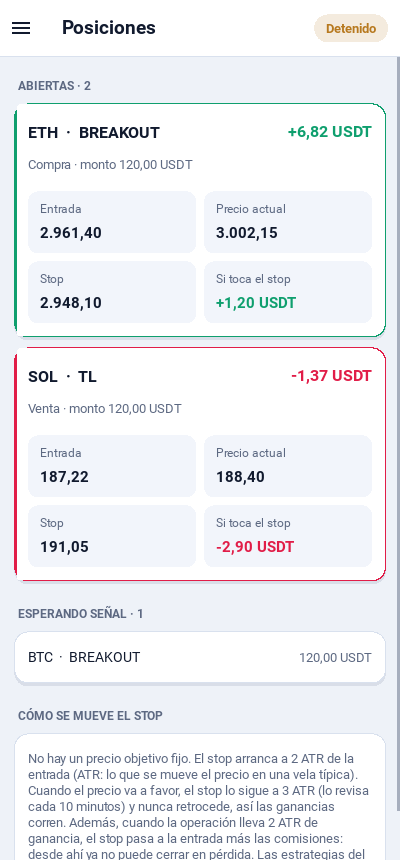 Posiciones
Detenido
ABIERTAS · 2
ETH · BREAKOUT
+6,82 USDT
Compra · monto 120,00 USDT
Entrada
2.961,40
Precio actual
3.002,15
Stop
2.948,10
Si toca el stop
+1,20 USDT
SOL · TL
-1,37 USDT
Venta · monto 120,00 USDT
Entrada
187,22
Precio actual
188,40
Stop
191,05
Si toca el stop
-2,90 USDT
ESPERANDO SEÑAL · 1
BTC · BREAKOUT
120,00 USDT
CÓMO SE MUEVE EL STOP
No hay un precio objetivo fijo. El stop arranca a 2 ATR de la
entrada (ATR: lo que se mueve el precio en una vela típica).
Cuando el precio va a favor, el stop lo sigue a 3 ATR (lo revisa
cada 10 minutos) y nunca retrocede, así las ganancias
corren. Además, cuando la operación lleva 2 ATR de
ganancia, el stop pasa a la entrada más las comisiones:
desde ahí ya no puede cerrar en pérdida. Las estrategias del